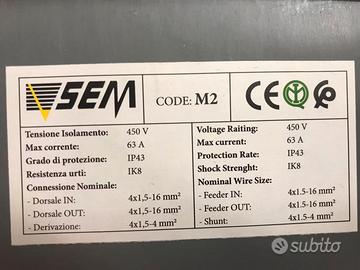 SEM
CODE: M2
CE
Tensione Isolamento: 450 V
Max corrente: 63 A
Grado di protezione: IP43
Resistenza urti: IK8
Connessione Nominale:
- Dorsale IN: 4x1,5-16 mm²
- Dorsale OUT: 4x1,5-16 mm²
- Derivazione: 4x1,5-4 mm²
Voltage Raiting: 450 V
Max current: 63 A
Protection Rate: IP43
Shock Strenght: IK8
Nominal Wire Size:
- Feeder IN: 4x1.5-16 mm²
- Feeder OUT: 4x1.5-16 mm²
- Shunt: 4x1.5-4 mm²
subito